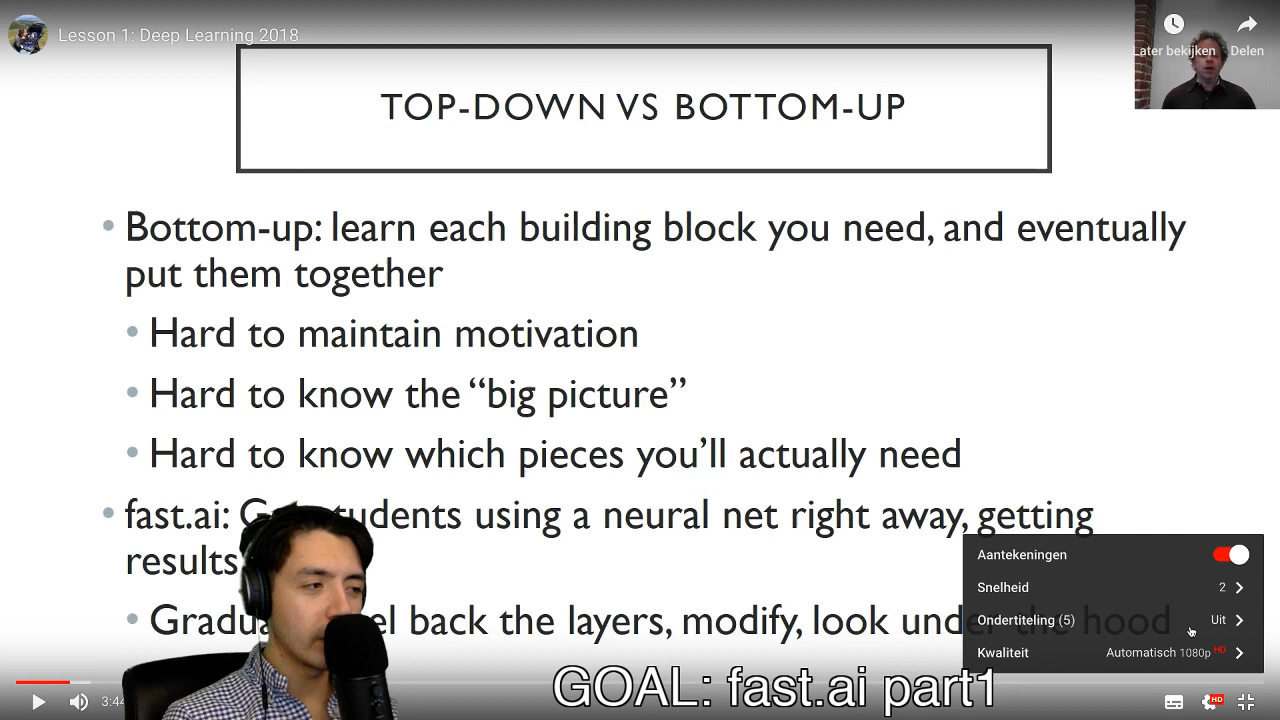 Lesson 1: Deep Learning 2018
Later bekijken
Delen
TOP-DOWN VS BOTTOM-UP
• Bottom-up: learn each building block you need, and eventually
put them together
• Hard to maintain motivation
• Hard to know the “big picture”
• Hard to know which pieces you’ll actually need
• fast.ai: students using a neural net right away, getting
results
• back the layers, modify, look under the hood
Aantekeningen
Snelheid 2
Ondertiteling (5) Uit
Kwaliteit Automatisch 1080p HD
GOAL: fast.ai part1
3:44
HD